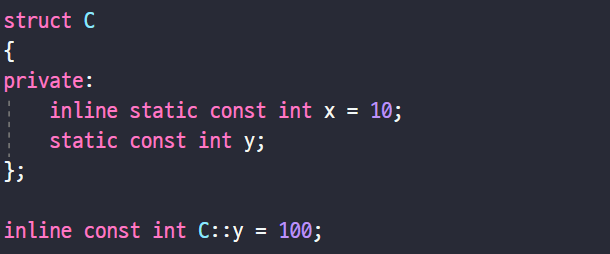 struct C
{
private:
    inline static const int x = 10;
    static const int y;
};

inline const int C::y = 100;